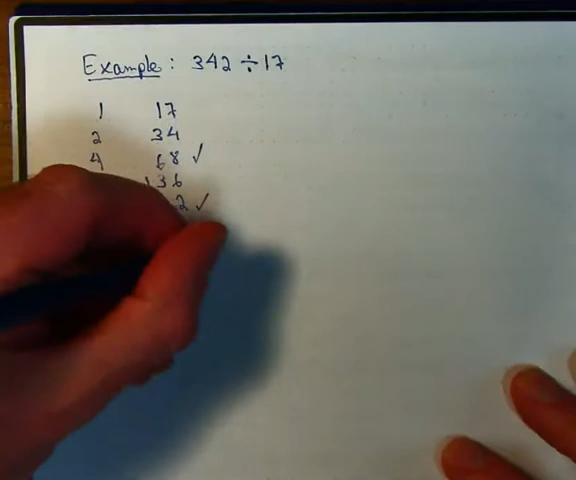 Example: 342 ÷ 17
1 17
2 34
4 68 ✓
136
2 ✓